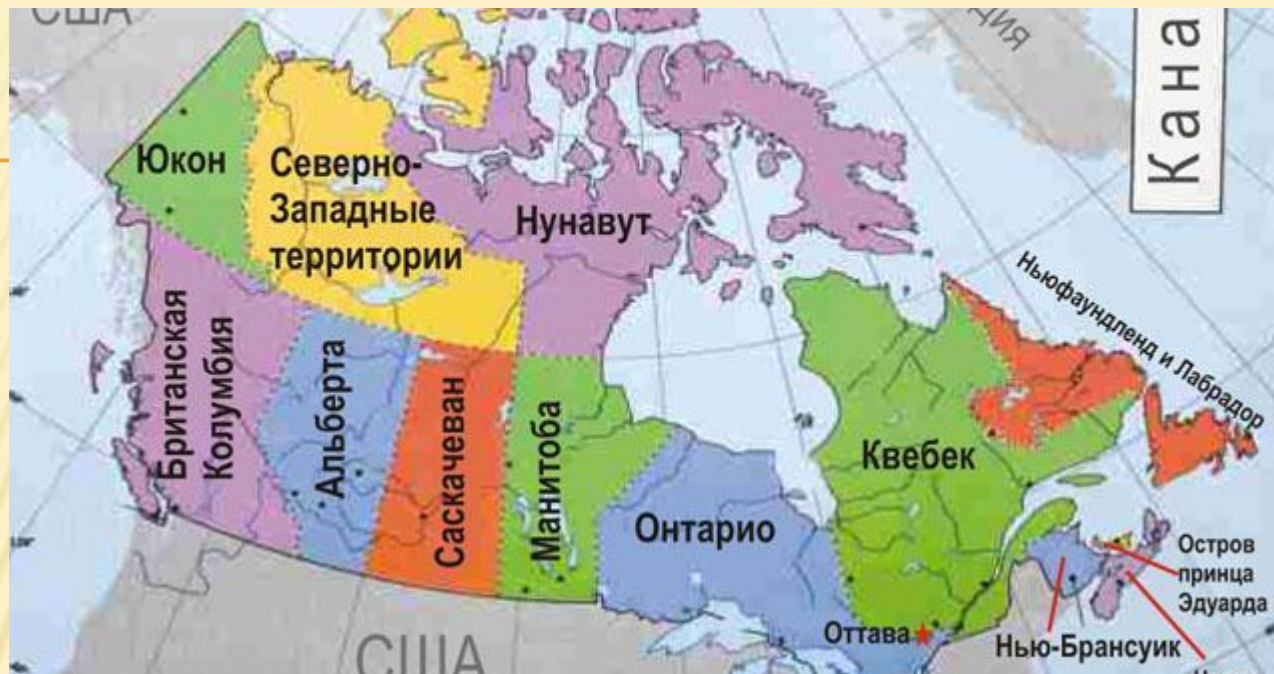 США
Кана
Юкон
Северно-
Западные
территории
Нунавут
Ньюфаундленд и Лабрадор
Британская
Колумбия
Альберта
Саскачеван
Манитоба
Онтарио
Квебек
Остров
принца
Эдуарда
Оттава
Нью-Брансуик
США